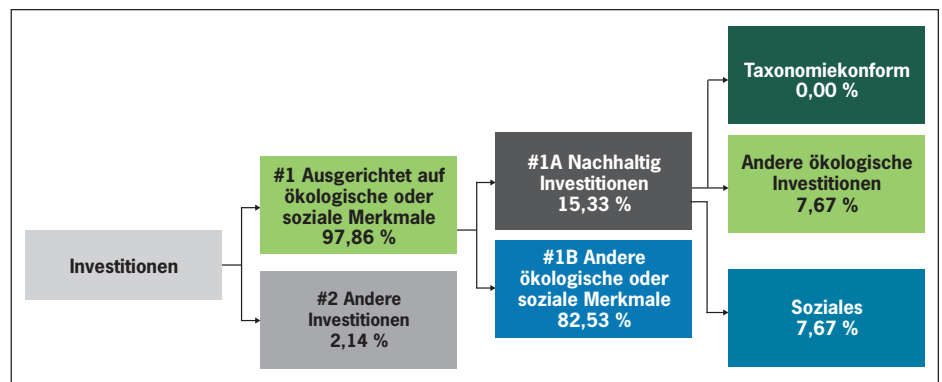 Investitionen
#1 Ausgerichtet auf
ökologische oder
soziale Merkmale
97,86 %
#2 Andere
Investitionen
2,14 %
#1A Nachhaltig
Investitionen
15,33 %
#1B Andere
ökologische oder
soziale Merkmale
82,53 %
Taxonomiekonform
0,00 %
Andere ökologische
Investitionen
7,67 %
Soziales
7,67 %